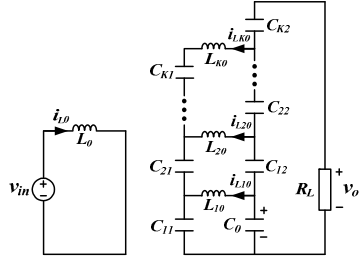 C_K2
i_LK0
L_K0
C_K1
i_L0
L_0
C_22
i_L20
L_20
v_in
+
−
C_21
C_12
i_L10
L_10
C_11
C_0
+
−
R_L
+
v_o
−